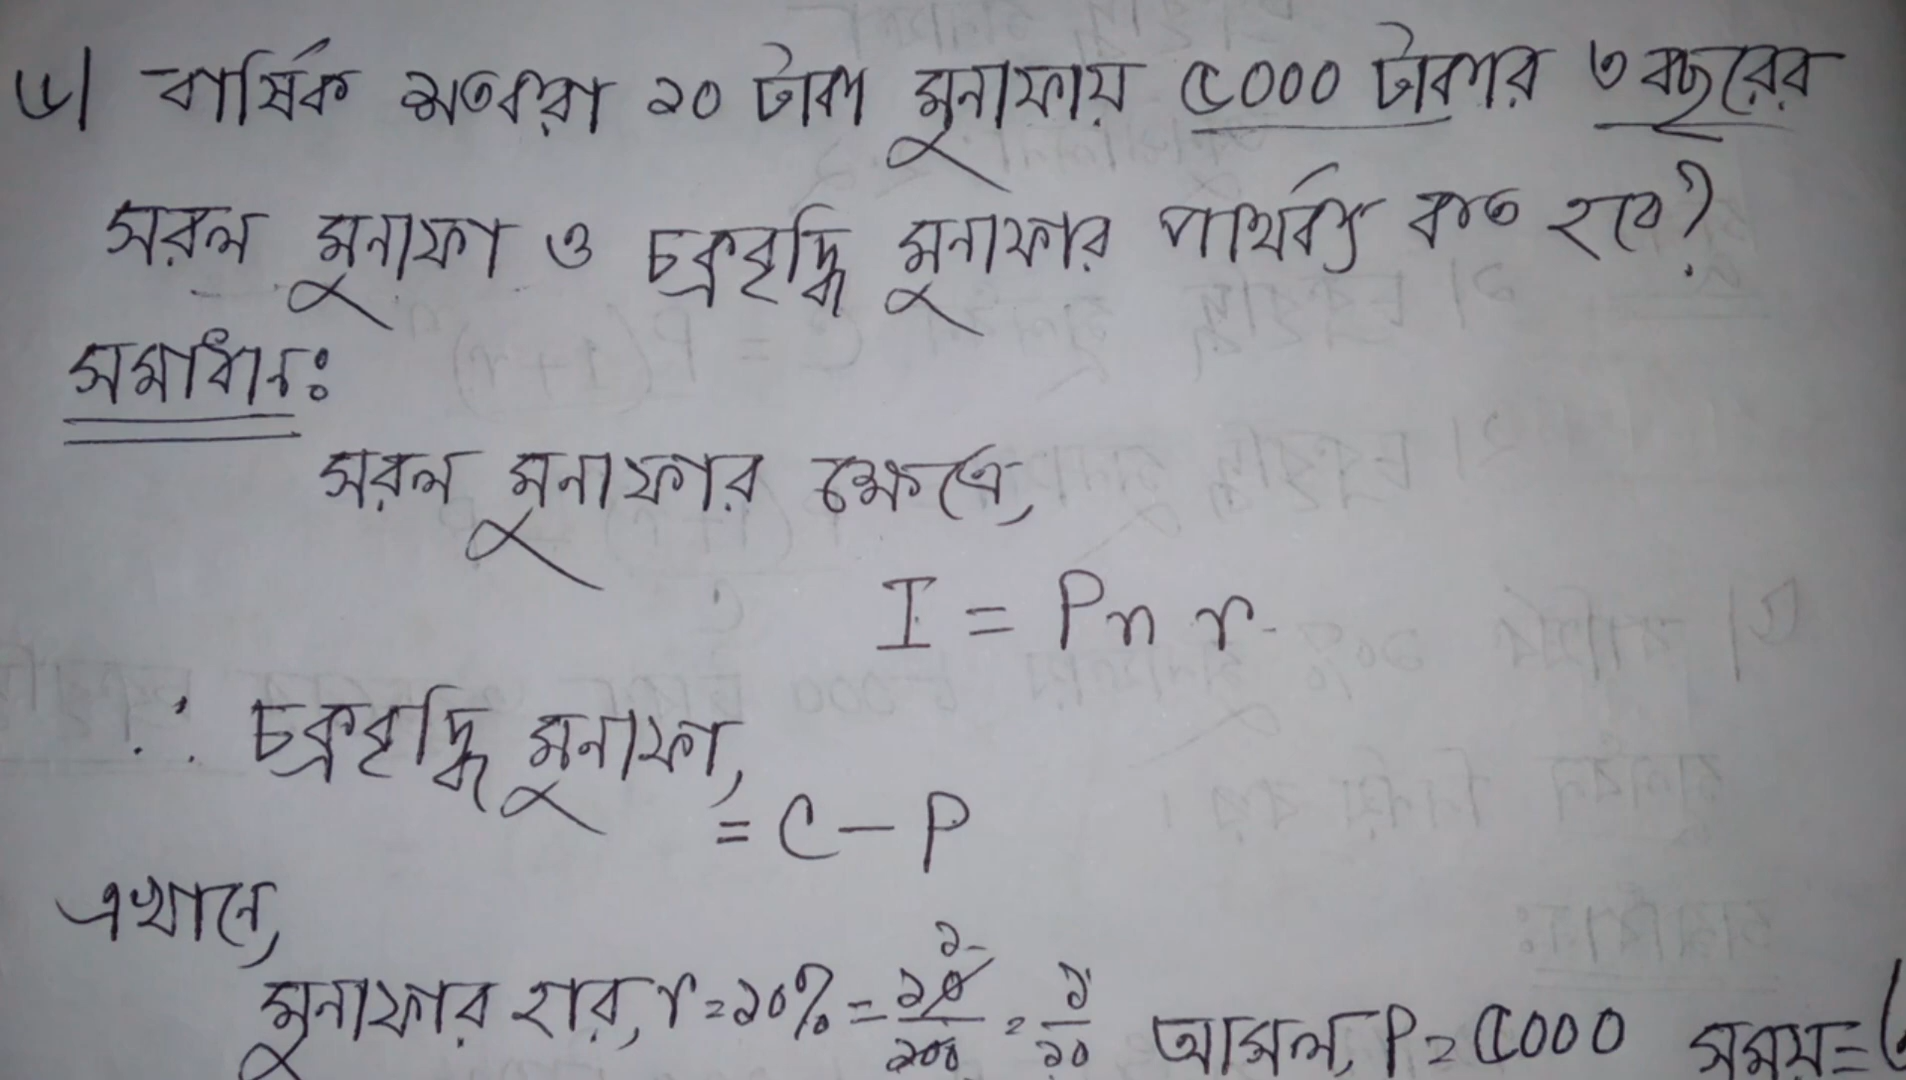 ৬। বার্ষিক শতকরা ১০ টাকা মুনাফায় ৫০০০ টাকার ৩ বছরের
সরল মুনাফা ও চক্রবৃদ্ধি মুনাফার পার্থক্য কত হবে?
সমাধানঃ
সরল মুনাফার ক্ষেত্রে,
I = Pnr
∴ চক্রবৃদ্ধি মুনাফা,
= C - P
এখানে,
মুনাফার হার, r = ১০% = ১০/১০০ = ১/১০ আসল, P = ৫০০০ সময় =